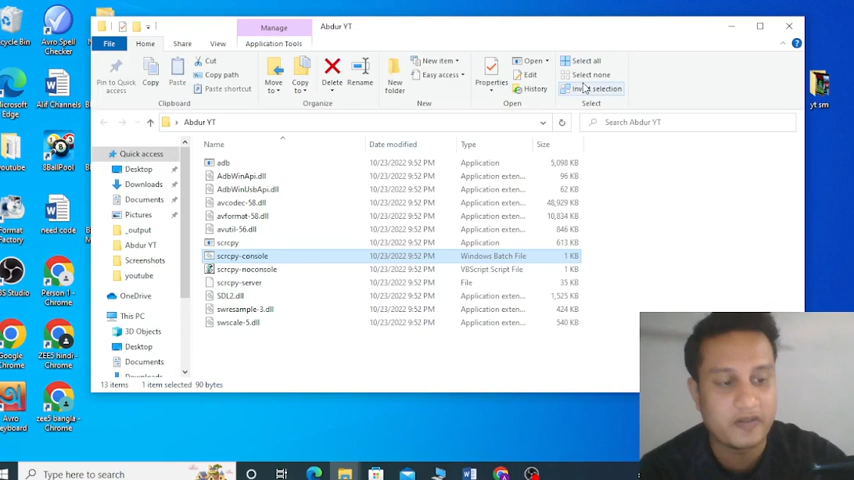 Manage
Abdur YT
File
Home
Share
View
Application Tools
Pin to Quick access
Copy
Paste
Cut
Copy path
Paste shortcut
Clipboard
Move to
Copy to
Delete
Rename
Organize
New folder
New item
Easy access
New
Properties
Open
Edit
History
Open
Select all
Select none
Invert selection
Select
Abdur YT
Search Abdur YT
Name
Date modified
Type
Size
adb 10/23/2022 9:52 PM Application 5,098 KB
AdbWinApi.dll 10/23/2022 9:52 PM Application exten... 96 KB
AdbWinUsbApi.dll 10/23/2022 9:52 PM Application exten... 62 KB
avcodec-58.dll 10/23/2022 9:52 PM Application exten... 48,929 KB
avformat-58.dll 10/23/2022 9:52 PM Application exten... 10,834 KB
avutil-56.dll 10/23/2022 9:52 PM Application exten... 846 KB
scrcpy 10/23/2022 9:52 PM Application 613 KB
scrcpy-console 10/23/2022 9:52 PM Windows Batch File 1 KB
scrcpy-noconsole 10/23/2022 9:52 PM VBScript Script File 1 KB
scrcpy-server 10/23/2022 9:52 PM File 35 KB
SDL2.dll 10/23/2022 9:52 PM Application exten... 1,525 KB
swresample-3.dll 10/23/2022 9:52 PM Application exten... 424 KB
swscale-5.dll 10/23/2022 9:52 PM Application exten... 540 KB
Quick access
Desktop
Downloads
Documents
Pictures
_output
Abdur YT
Screenshots
youtube
OneDrive
This PC
3D Objects
Desktop
Documents
13 items 1 item selected 90 bytes
ecycle Bin
Avro Spell Checker
icrosoft Edge
Alif Channels
outube
8BallPool
Format Factory
need code
BS Studio
Person 1 - Chrome
Google Chrome
ZEE5 hindi - Chrome
Avro eyboard
zee5 bangla - Chrome
yt sm
Type here to search